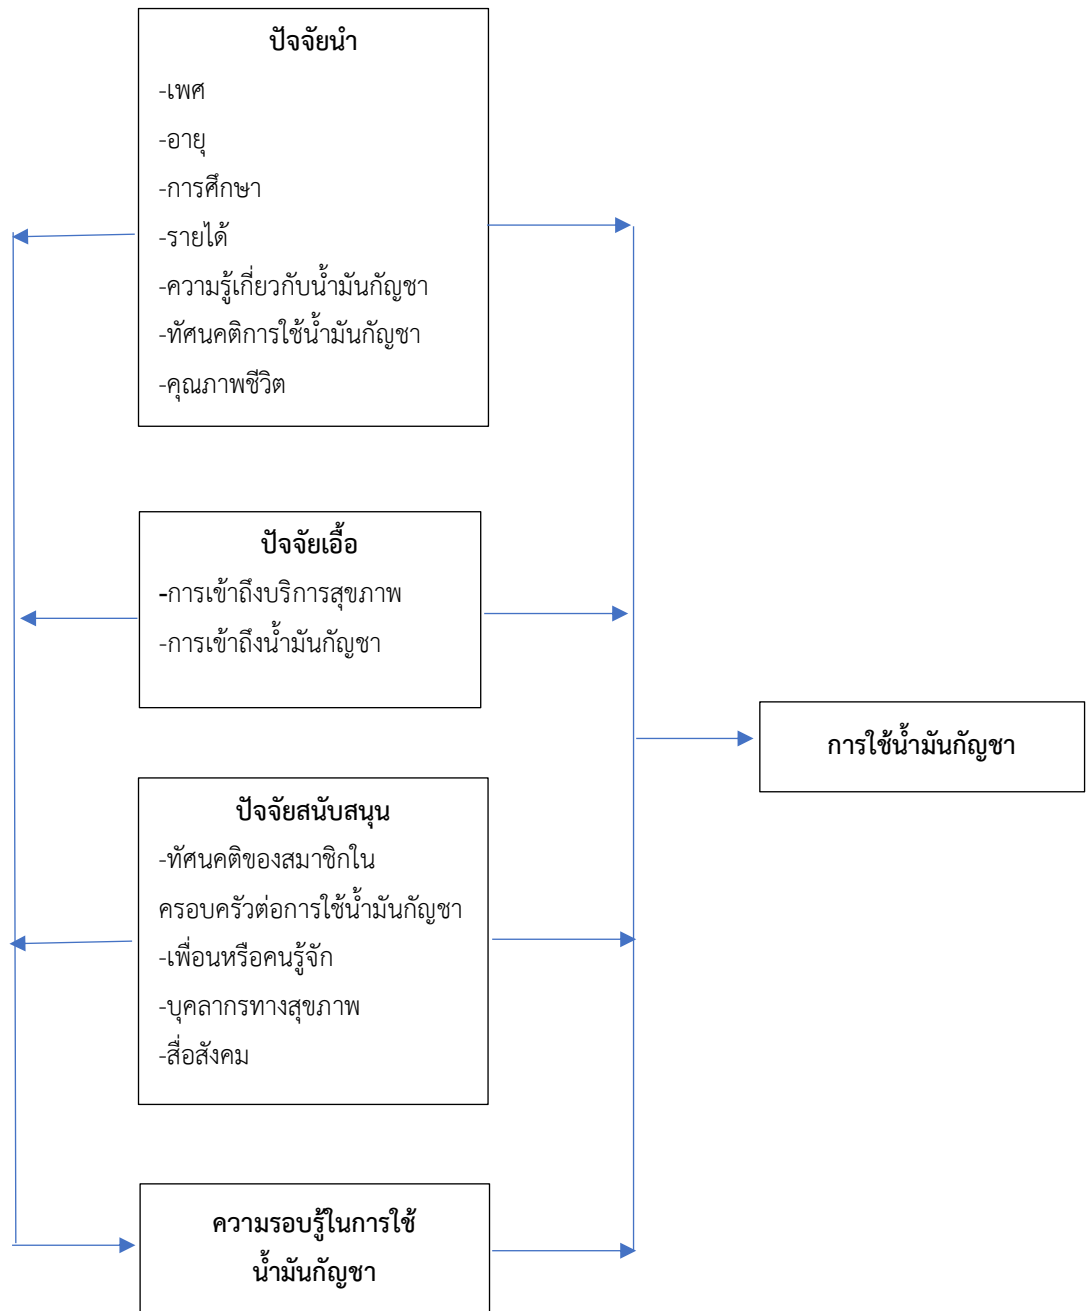 ปัจจัยนำ
-เพศ
-อายุ
-การศึกษา
-รายได้
-ความรู้เกี่ยวกับน้ำมันกัญชา
-ทัศนคติการใช้น้ำมันกัญชา
-คุณภาพชีวิต
ปัจจัยเอื้อ
-การเข้าถึงบริการสุขภาพ
-การเข้าถึงน้ำมันกัญชา
การใช้น้ำมันกัญชา
ปัจจัยสนับสนุน
-ทัศนคติของสมาชิกใน
ครอบครัวต่อการใช้น้ำมันกัญชา
-เพื่อนหรือคนรู้จัก
-บุคลากรทางสุขภาพ
-สื่อสังคม
ความรอบรู้ในการใช้
น้ำมันกัญชา